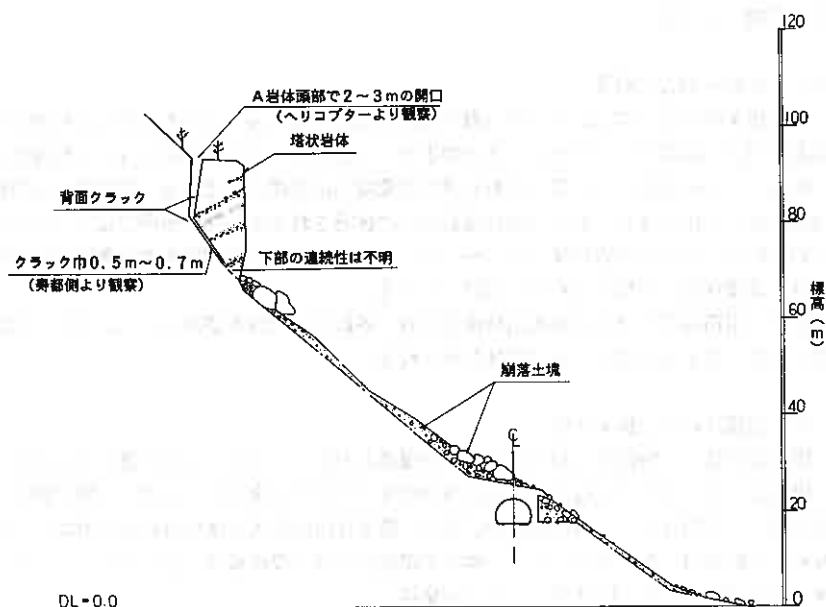 120
A岩体頭部で2～3mの開口
(ヘリコプターより観察)
100
塔状岩体
背面クラック
80
クラック巾0.5m～0.7m
(寿都側より観察)
下部の連続性は不明
60
標高(m)
崩落土塊
40
℄
20
0
DL=0.0